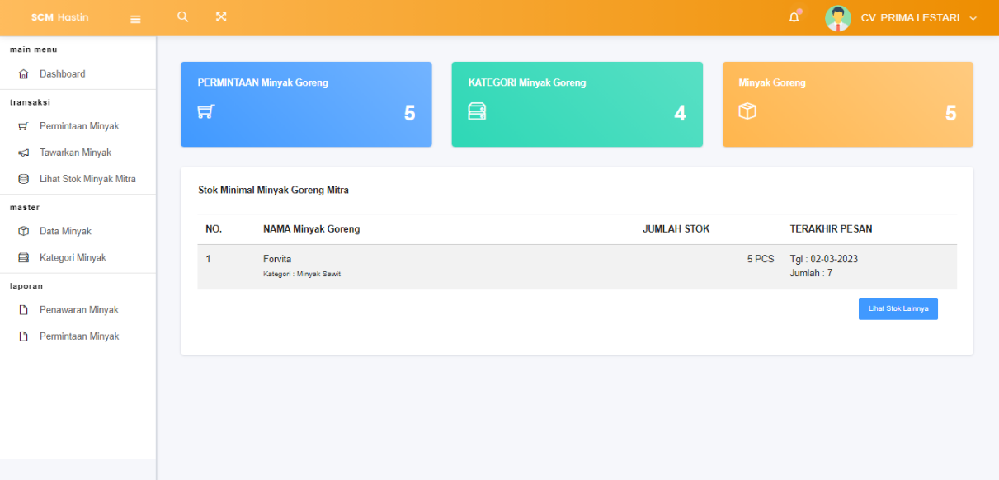 SCM Hastin
CV. PRIMA LESTARI
main menu
Dashboard
transaksi
Permintaan Minyak
Tawarkan Minyak
Lihat Stok Minyak Mitra
master
Data Minyak
Kategori Minyak
laporan
Penawaran Minyak
Permintaan Minyak
PERMINTAAN Minyak Goreng
5
KATEGORI Minyak Goreng
4
Minyak Goreng
5
Stok Minimal Minyak Goreng Mitra
NO. NAMA Minyak Goreng JUMLAH STOK TERAKHIR PESAN
1 Forvita 5 PCS Tgl : 02-03-2023
Kategori : Minyak Sawit Jumlah : 7
Lihat Stok Lainnya